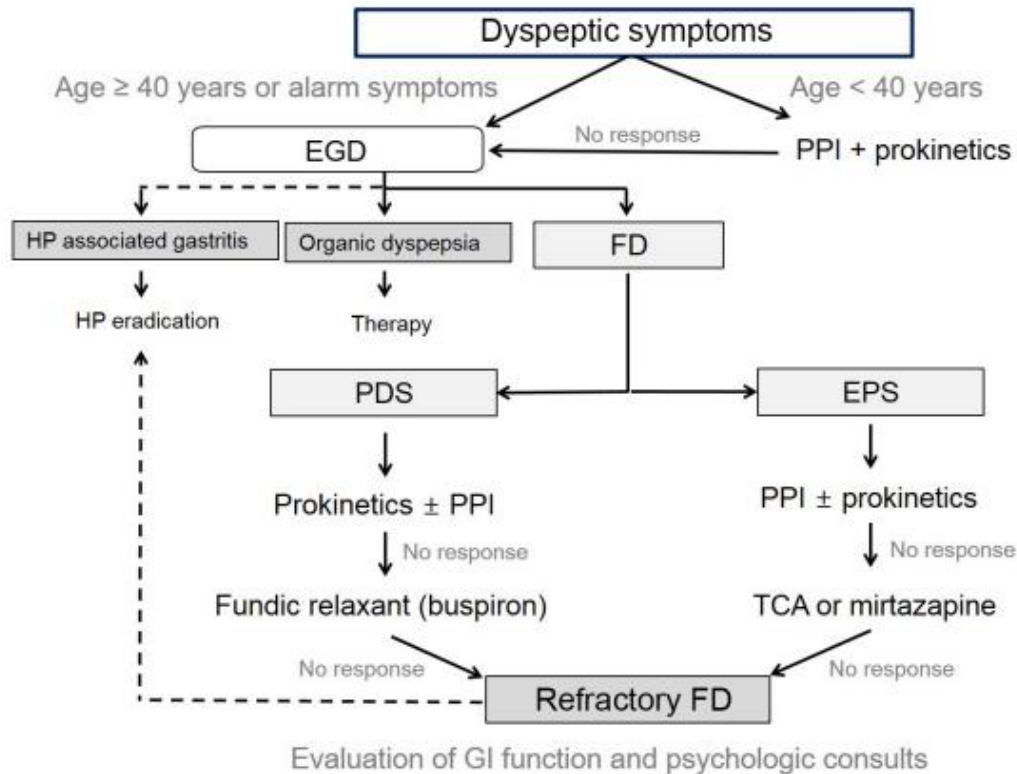 Dyspeptic symptoms
Age ≥ 40 years or alarm symptoms
Age < 40 years
EGD
No response
PPI + prokinetics
HP associated gastritis
Organic dyspepsia
FD
HP eradication
Therapy
PDS
EPS
Prokinetics ± PPI
PPI ± prokinetics
No response
No response
Fundic relaxant (buspiron)
TCA or mirtazapine
No response
No response
Refractory FD
Evaluation of GI function and psychologic consults